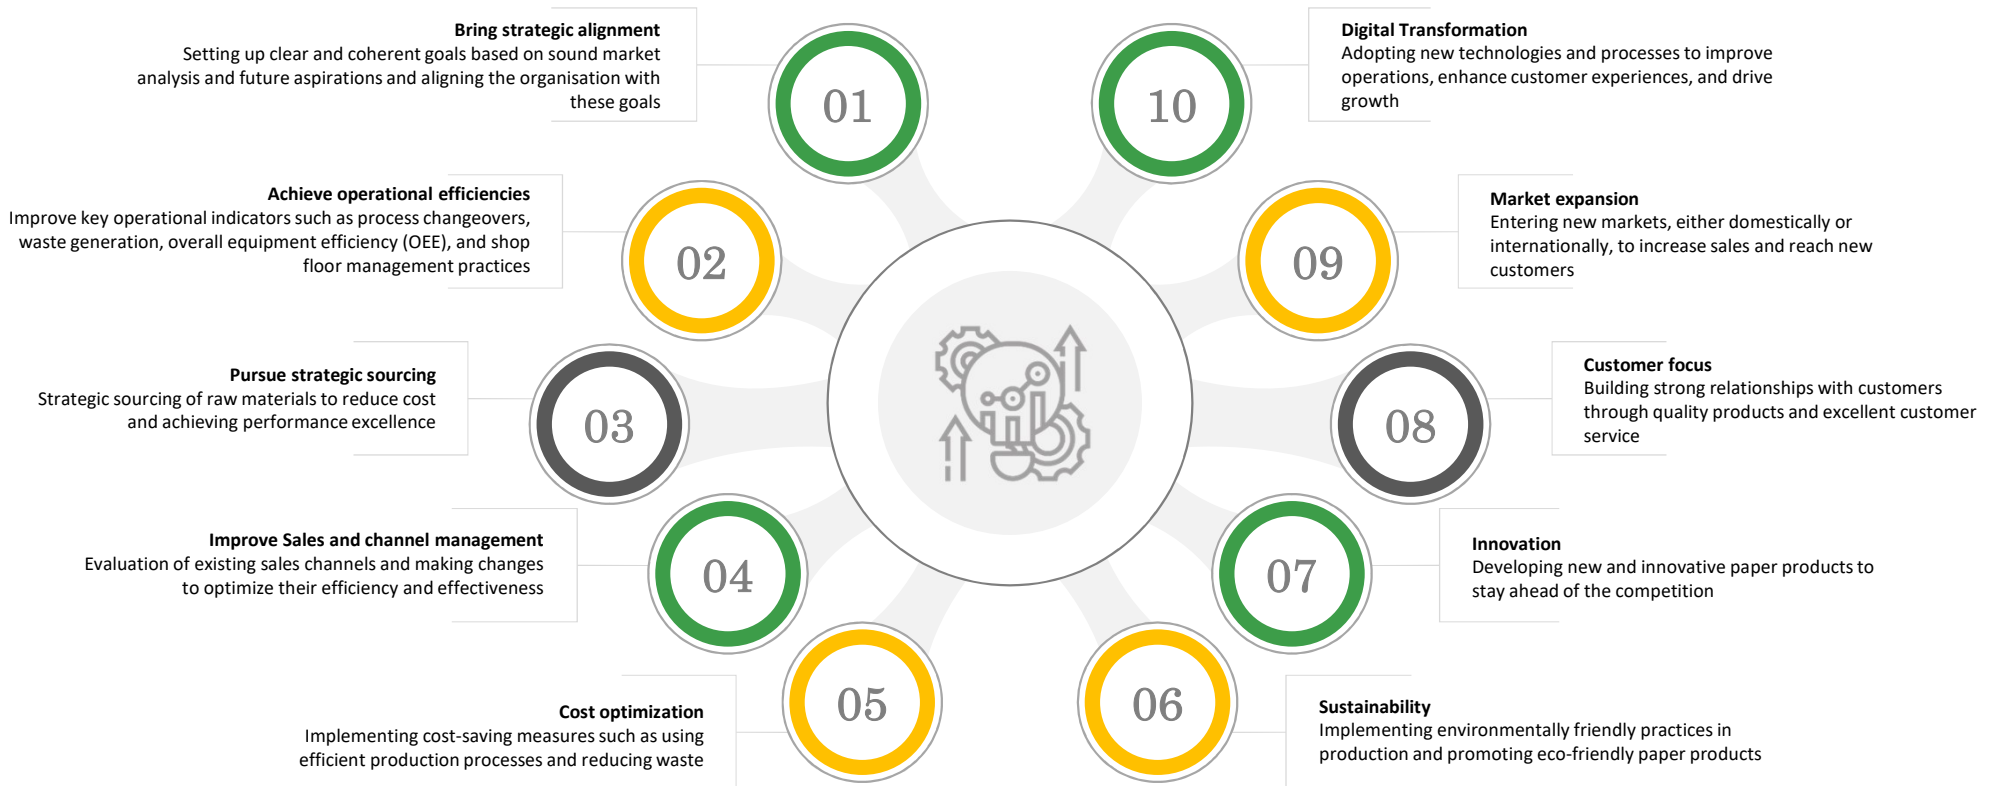 Bring strategic alignment
Setting up clear and coherent goals based on sound market
analysis and future aspirations and aligning the organisation with
these goals
01
Achieve operational efficiencies
Improve key operational indicators such as process changeovers,
waste generation, overall equipment efficiency (OEE), and shop
floor management practices
02
Pursue strategic sourcing
Strategic sourcing of raw materials to reduce cost
and achieving performance excellence
03
Improve Sales and channel management
Evaluation of existing sales channels and making changes
to optimize their efficiency and effectiveness
04
Cost optimization
Implementing cost-saving measures such as using
efficient production processes and reducing waste
05
06
Sustainability
Implementing environmentally friendly practices in
production and promoting eco-friendly paper products
07
Innovation
Developing new and innovative paper products to
stay ahead of the competition
08
Customer focus
Building strong relationships with customers
through quality products and excellent customer
service
09
Market expansion
Entering new markets, either domestically or
internationally, to increase sales and reach new
customers
10
Digital Transformation
Adopting new technologies and processes to improve
operations, enhance customer experiences, and drive
growth